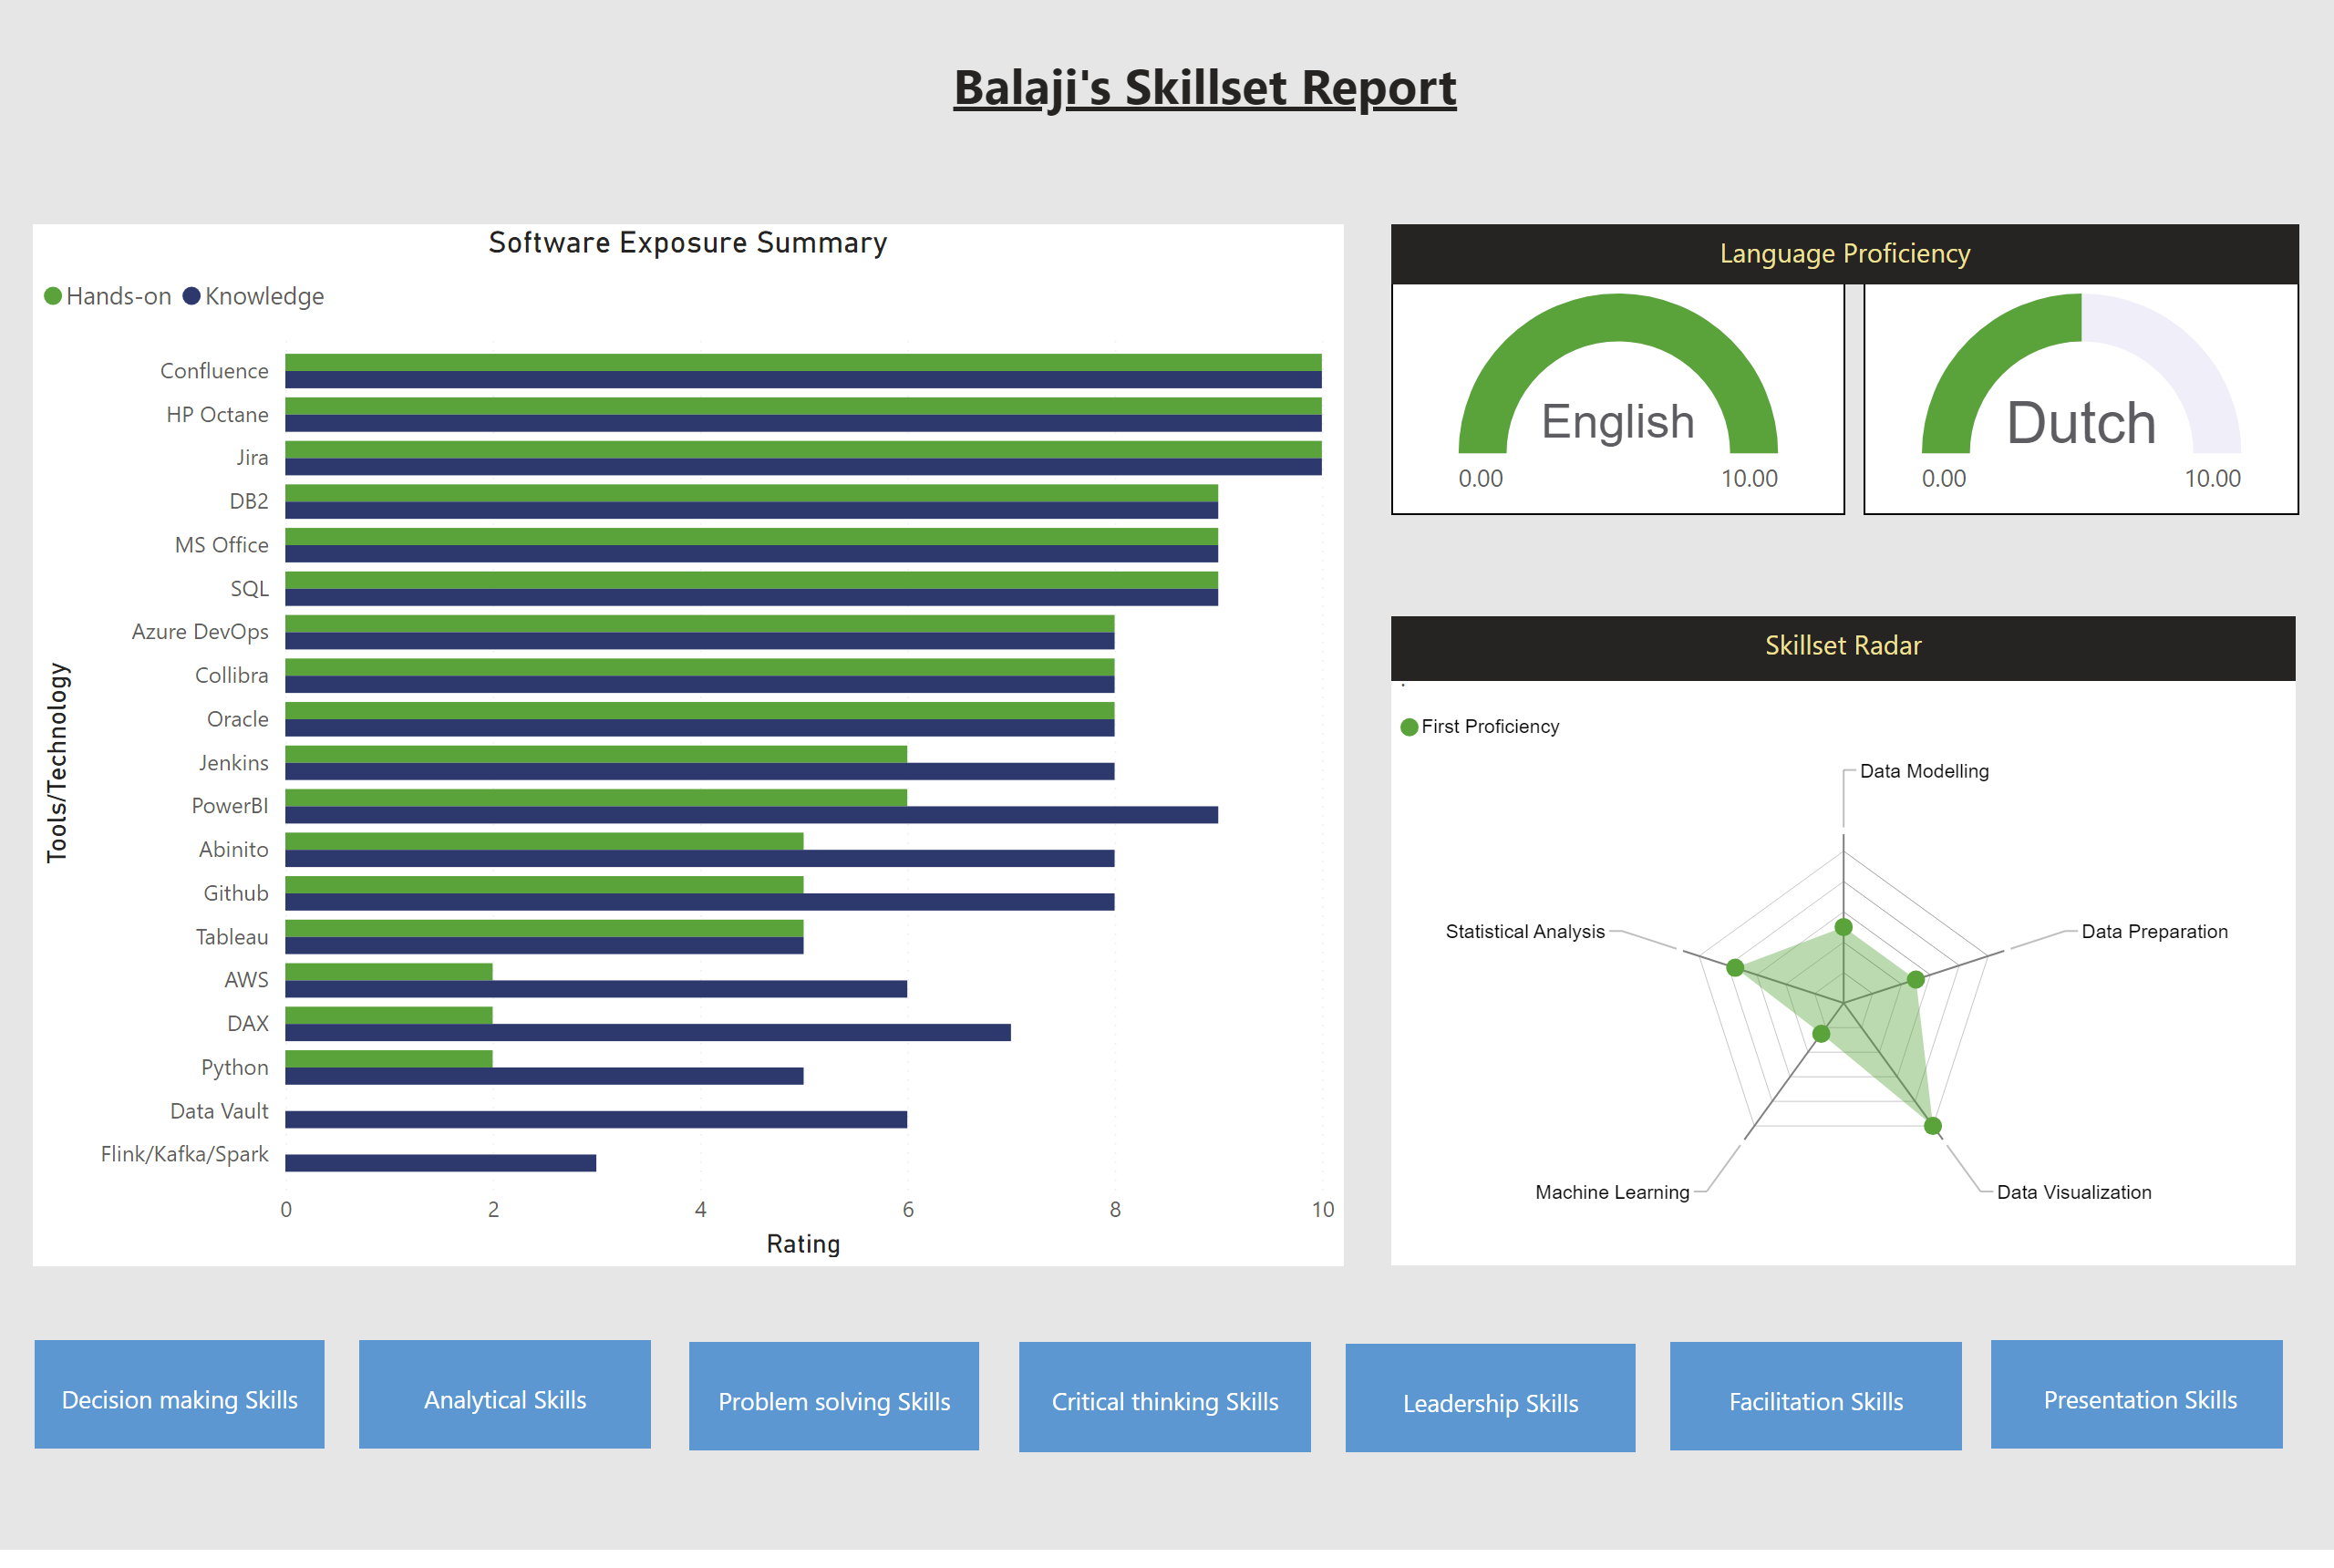 Balaji's Skillset Report
Software Exposure Summary
Hands-on Knowledge
Tools/Technology
Confluence
HP Octane
Jira
DB2
MS Office
SQL
Azure DevOps
Collibra
Oracle
Jenkins
PowerBI
Abinito
Github
Tableau
AWS
DAX
Python
Data Vault
Flink/Kafka/Spark
0 2 4 6 8 10
Rating
Language Proficiency
English
0.00 10.00
Dutch
0.00 10.00
Skillset Radar
.
First Proficiency
Data Modelling
Statistical Analysis
Data Preparation
Machine Learning
Data Visualization
Decision making Skills
Analytical Skills
Problem solving Skills
Critical thinking Skills
Leadership Skills
Facilitation Skills
Presentation Skills